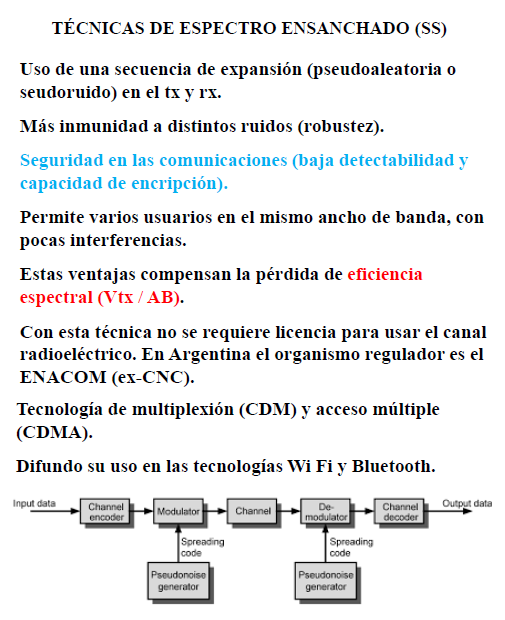 TÉCNICAS DE ESPECTRO ENSANCHADO (SS)
Uso de una secuencia de expansión (pseudoaleatoria o
seudoruido) en el tx y rx.
Más inmunidad a distintos ruidos (robustez).
Seguridad en las comunicaciones (baja detectabilidad y
capacidad de encripción).
Permite varios usuarios en el mismo ancho de banda, con
pocas interferencias.
Estas ventajas compensan la pérdida de eficiencia
espectral (Vtx / AB).
Con esta técnica no se requiere licencia para usar el canal
radioeléctrico. En Argentina el organismo regulador es el
ENACOM (ex-CNC).
Tecnología de multiplexión (CDM) y acceso múltiple
(CDMA).
Difundo su uso en las tecnologías Wi Fi y Bluetooth.
Input data
Channel
encoder
Modulator
Channel
De-
modulator
Channel
decoder
Output data
Spreading
code
Spreading
code
Pseudonoise
generator
Pseudonoise
generator